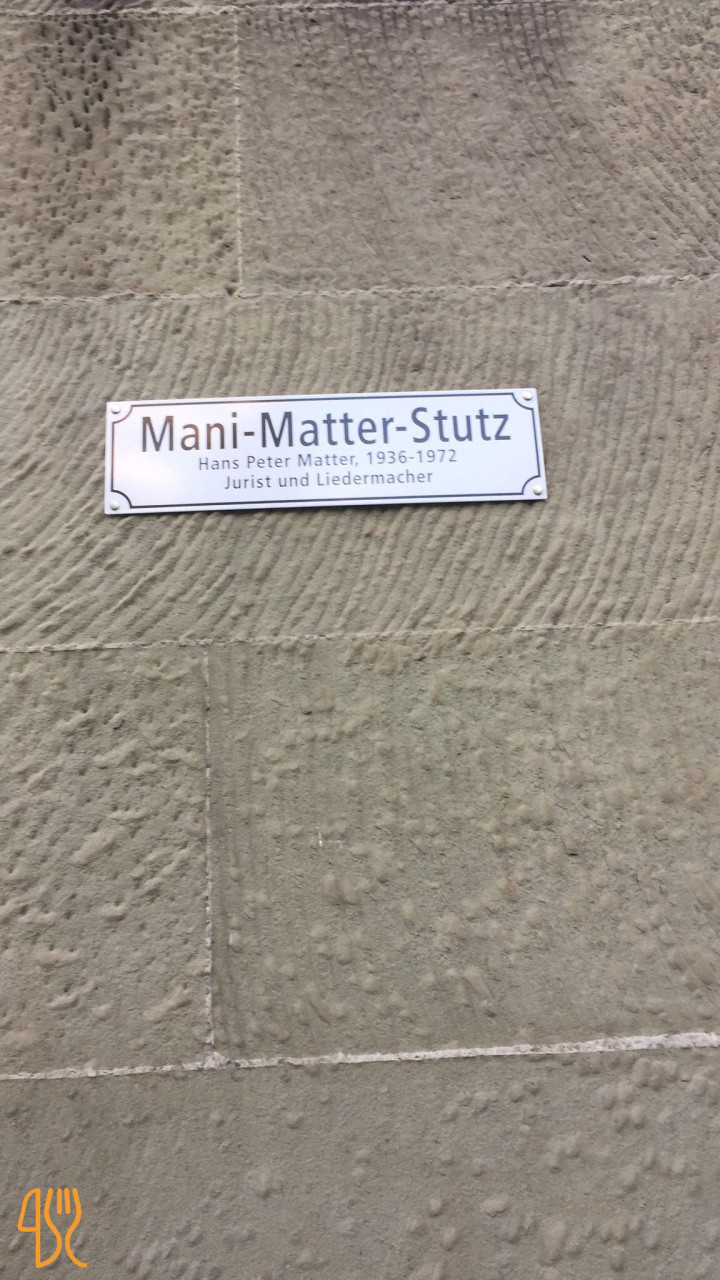 Mani-Matter-Stutz
Hans Peter Matter, 1936-1972
Jurist und Liedermacher